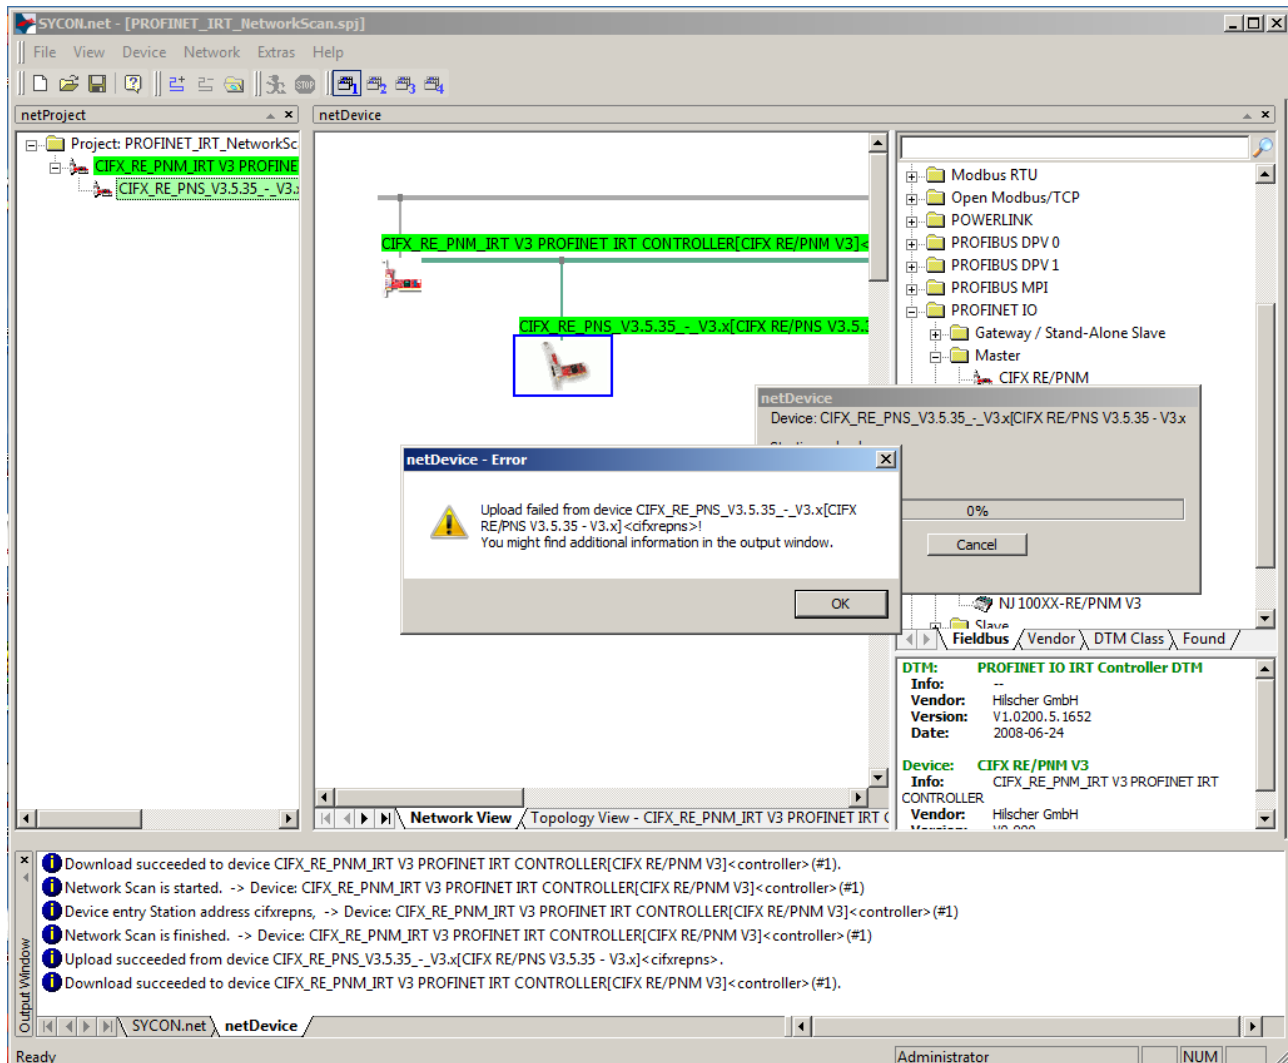 SYCON.net - [PROFINET_IRT_NetworkScan.spj]
File View Device Network Extras Help
netProject
netDevice
Project: PROFINET_IRT_NetworkSc
CIFX_RE_PNM_IRT V3 PROFINE
CIFX_RE_PNS_V3.5.35_-_V3.
CIFX_RE_PNM_IRT V3 PROFINET IRT CONTROLLER[CIFX RE/PNM V3]<
CIFX_RE_PNS_V3.5.35_-_V3.x[CIFX RE/PNS V3.5.3
Modbus RTU
Open Modbus/TCP
POWERLINK
PROFIBUS DPV0
PROFIBUS DPV1
PROFIBUS MPI
PROFINET IO
Gateway / Stand-Alone Slave
Master
CIFX RE/PNM
netDevice
Device: CIFX_RE_PNS_V3.5.35_-_V3.x[CIFX RE/PNS V3.5.35 - V3.x
0%
Cancel
netDevice - Error
Upload failed from device CIFX_RE_PNS_V3.5.35_-_V3.x[CIFX
RE/PNS V3.5.35 - V3.x]<cifxrepns>!
You might find additional information in the output window.
OK
NJ 100XX-RE/PNM V3
Slave
Fieldbus Vendor DTM Class Found
DTM: PROFINET IO IRT Controller DTM
Info: --
Vendor: Hilscher GmbH
Version: V1.0200.5.1652
Date: 2008-06-24
Device: CIFX RE/PNM V3
Info: CIFX_RE_PNM_IRT V3 PROFINET IRT
CONTROLLER
Vendor: Hilscher GmbH
Network View Topology View - CIFX_RE_PNM_IRT V3 PROFINET IRT C
Output Window
Download succeeded to device CIFX_RE_PNM_IRT V3 PROFINET IRT CONTROLLER[CIFX RE/PNM V3]<controller>(#1).
Network Scan is started. -> Device: CIFX_RE_PNM_IRT V3 PROFINET IRT CONTROLLER[CIFX RE/PNM V3]<controller>(#1)
Device entry Station address cifxrepns, -> Device: CIFX_RE_PNM_IRT V3 PROFINET IRT CONTROLLER[CIFX RE/PNM V3]<controller>(#1)
Network Scan is finished. -> Device: CIFX_RE_PNM_IRT V3 PROFINET IRT CONTROLLER[CIFX RE/PNM V3]<controller>(#1)
Upload succeeded from device CIFX_RE_PNS_V3.5.35_-_V3.x[CIFX RE/PNS V3.5.35 - V3.x]<cifxrepns>.
Download succeeded to device CIFX_RE_PNM_IRT V3 PROFINET IRT CONTROLLER[CIFX RE/PNM V3]<controller>(#1).
SYCON.net netDevice
Ready
Administrator
NUM